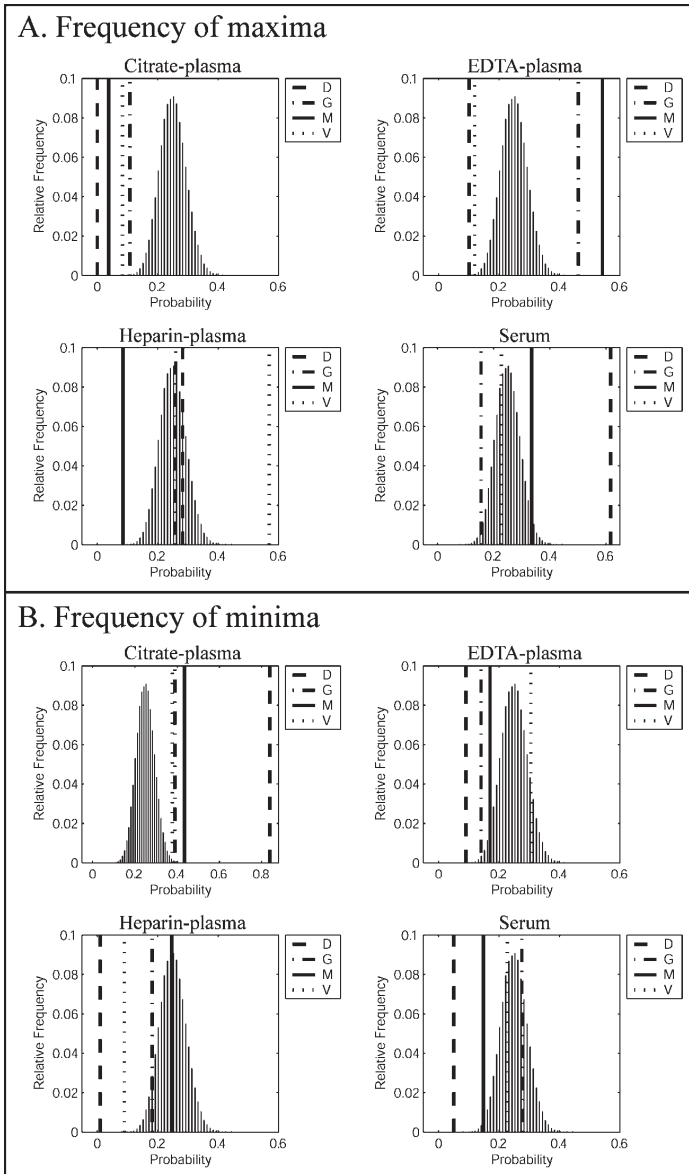 A. Frequency of maxima
Citrate-plasma
0.1
0.08
0.06
0.04
0.02
0
Relative Frequency
0 0.2 0.4 0.6
Probability
D
G
M
V
EDTA-plasma
0.1
0.08
0.06
0.04
0.02
0
Relative Frequency
0 0.2 0.4 0.6
Probability
D
G
M
V
Heparin-plasma
0.1
0.08
0.06
0.04
0.02
0
Relative Frequency
0 0.2 0.4 0.6
Probability
D
G
M
V
Serum
0.1
0.08
0.06
0.04
0.02
0
Relative Frequency
0 0.2 0.4 0.6
Probability
D
G
M
V
B. Frequency of minima
Citrate-plasma
0.1
0.08
0.06
0.04
0.02
0
Relative Frequency
0 0.2 0.4 0.6 0.8
Probability
D
G
M
V
EDTA-plasma
0.1
0.08
0.06
0.04
0.02
0
Relative Frequency
0 0.2 0.4 0.6
Probability
D
G
M
V
Heparin-plasma
0.1
0.08
0.06
0.04
0.02
0
Relative Frequency
0 0.2 0.4 0.6
Probability
D
G
M
V
Serum
0.1
0.08
0.06
0.04
0.02
0
Relative Frequency
0 0.2 0.4 0.6
Probability
D
G
M
V